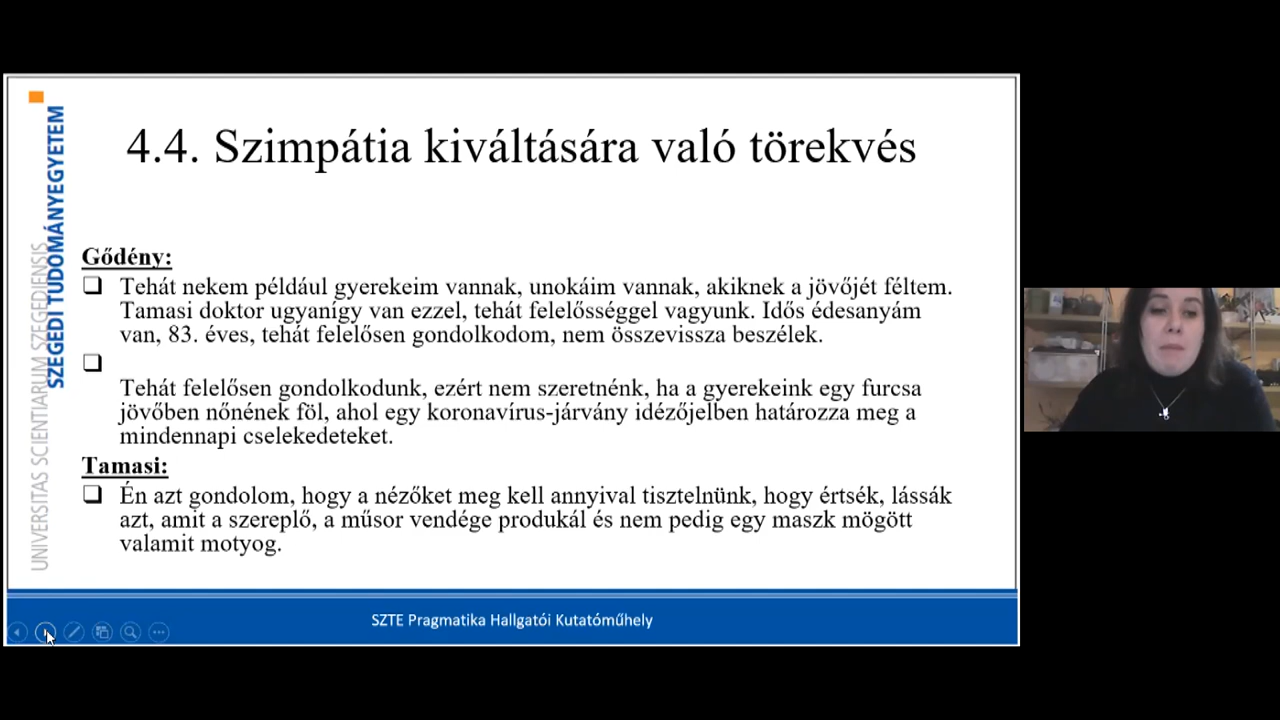 UNIVERSITAS SCIENTIARUM SZEGEDIENSIS
SZEGEDI TUDOMÁNYEGYETEM
4.4. Szimpátia kiváltására való törekvés
Gődény:
Tehát nekem például gyerekeim vannak, unokáim vannak, akiknek a jövőjét féltem.
Tamasi doktor ugyanígy van ezzel, tehát felelősséggel vagyunk. Idős édesanyám
van, 83. éves, tehát felelősen gondolkodom, nem összevissza beszélek.
Tehát felelősen gondolkodunk, ezért nem szeretnénk, ha a gyerekeink egy furcsa
jövőben nőnének föl, ahol egy koronavírus-járvány idézőjelben határozza meg a
mindennapi cselekedeteket.
Tamasi:
Én azt gondolom, hogy a nézőket meg kell annyival tisztelnünk, hogy értsék, lássák
azt, amit a szereplő, a műsor vendége produkál és nem pedig egy maszk mögött
valamit motyog.
SZTE Pragmatika Hallgatói Kutatóműhely